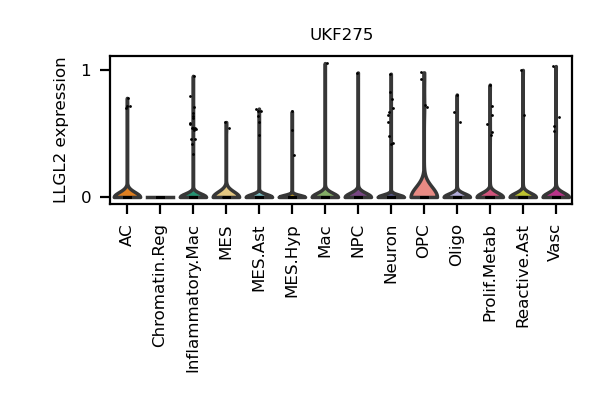 UKF275
LLGL2 expression
1
0
AC
Chromatin.Reg
Inflammatory.Mac
MES
MES.Ast
MES.Hyp
Mac
NPC
Neuron
OPC
Oligo
Prolif.Metab
Reactive.Ast
Vasc